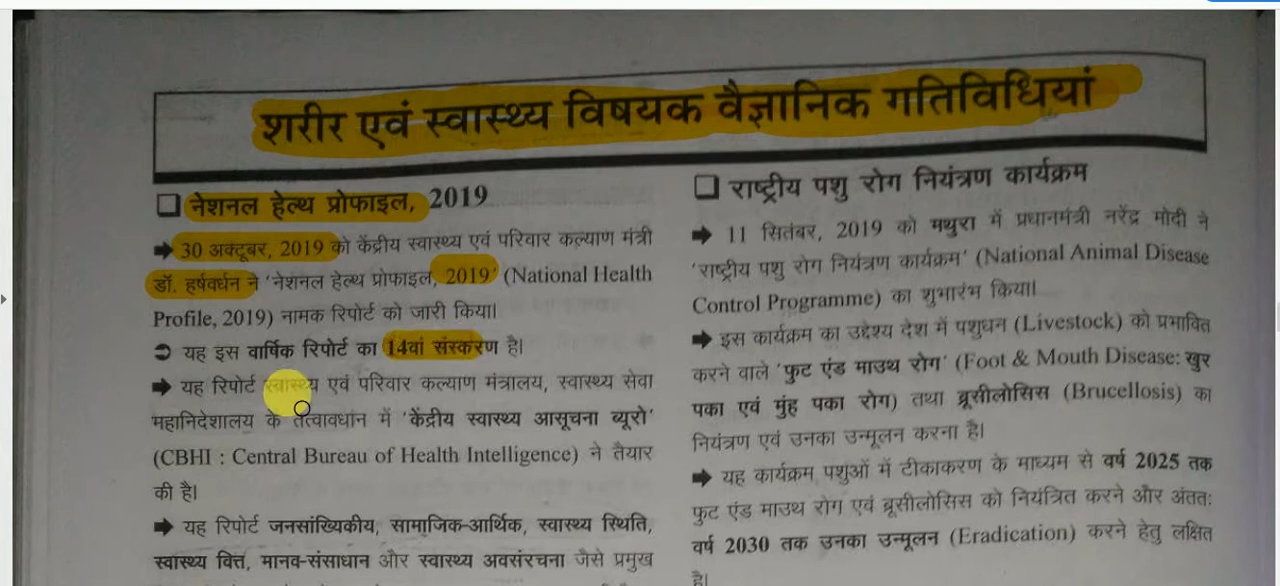 शरीर एवं स्वास्थ्य विषयक वैज्ञानिक गतिविधियां
❑ नेशनल हेल्थ प्रोफाइल, 2019
➡ 30 अक्टूबर, 2019 को केंद्रीय स्वास्थ्य एवं परिवार कल्याण मंत्री
डॉ. हर्षवर्धन ने 'नेशनल हेल्थ प्रोफाइल, 2019' (National Health
Profile, 2019) नामक रिपोर्ट को जारी किया।
➲ यह इस वार्षिक रिपोर्ट का 14वां संस्करण है।
➡ यह रिपोर्ट स्वास्थ्य एवं परिवार कल्याण मंत्रालय, स्वास्थ्य सेवा
महानिदेशालय के तत्वावधान में 'केंद्रीय स्वास्थ्य आसूचना ब्यूरो'
(CBHI : Central Bureau of Health Intelligence) ने तैयार
की है।
➡ यह रिपोर्ट जनसांख्यिकीय, सामाजिक-आर्थिक, स्वास्थ्य स्थिति,
स्वास्थ्य वित्त, मानव-संसाधान और स्वास्थ्य अवसंरचना जैसे प्रमुख
❑ राष्ट्रीय पशु रोग नियंत्रण कार्यक्रम
➡ 11 सितंबर, 2019 को मथुरा में प्रधानमंत्री नरेंद्र मोदी ने
'राष्ट्रीय पशु रोग नियंत्रण कार्यक्रम' (National Animal Disease
Control Programme) का शुभारंभ किया।
➡ इस कार्यक्रम का उद्देश्य देश में पशुधन (Livestock) को प्रभावित
करने वाले 'फुट एंड माउथ रोग' (Foot & Mouth Disease: खुर
पका एवं मुंह पका रोग) तथा ब्रूसीलोसिस (Brucellosis) का
नियंत्रण एवं उनका उन्मूलन करना है।
➡ यह कार्यक्रम पशुओं में टीकाकरण के माध्यम से वर्ष 2025 तक
फुट एंड माउथ रोग एवं ब्रूसीलोसिस को नियंत्रित करने और अंततः
वर्ष 2030 तक उनका उन्मूलन (Eradication) करने हेतु लक्षित
है।